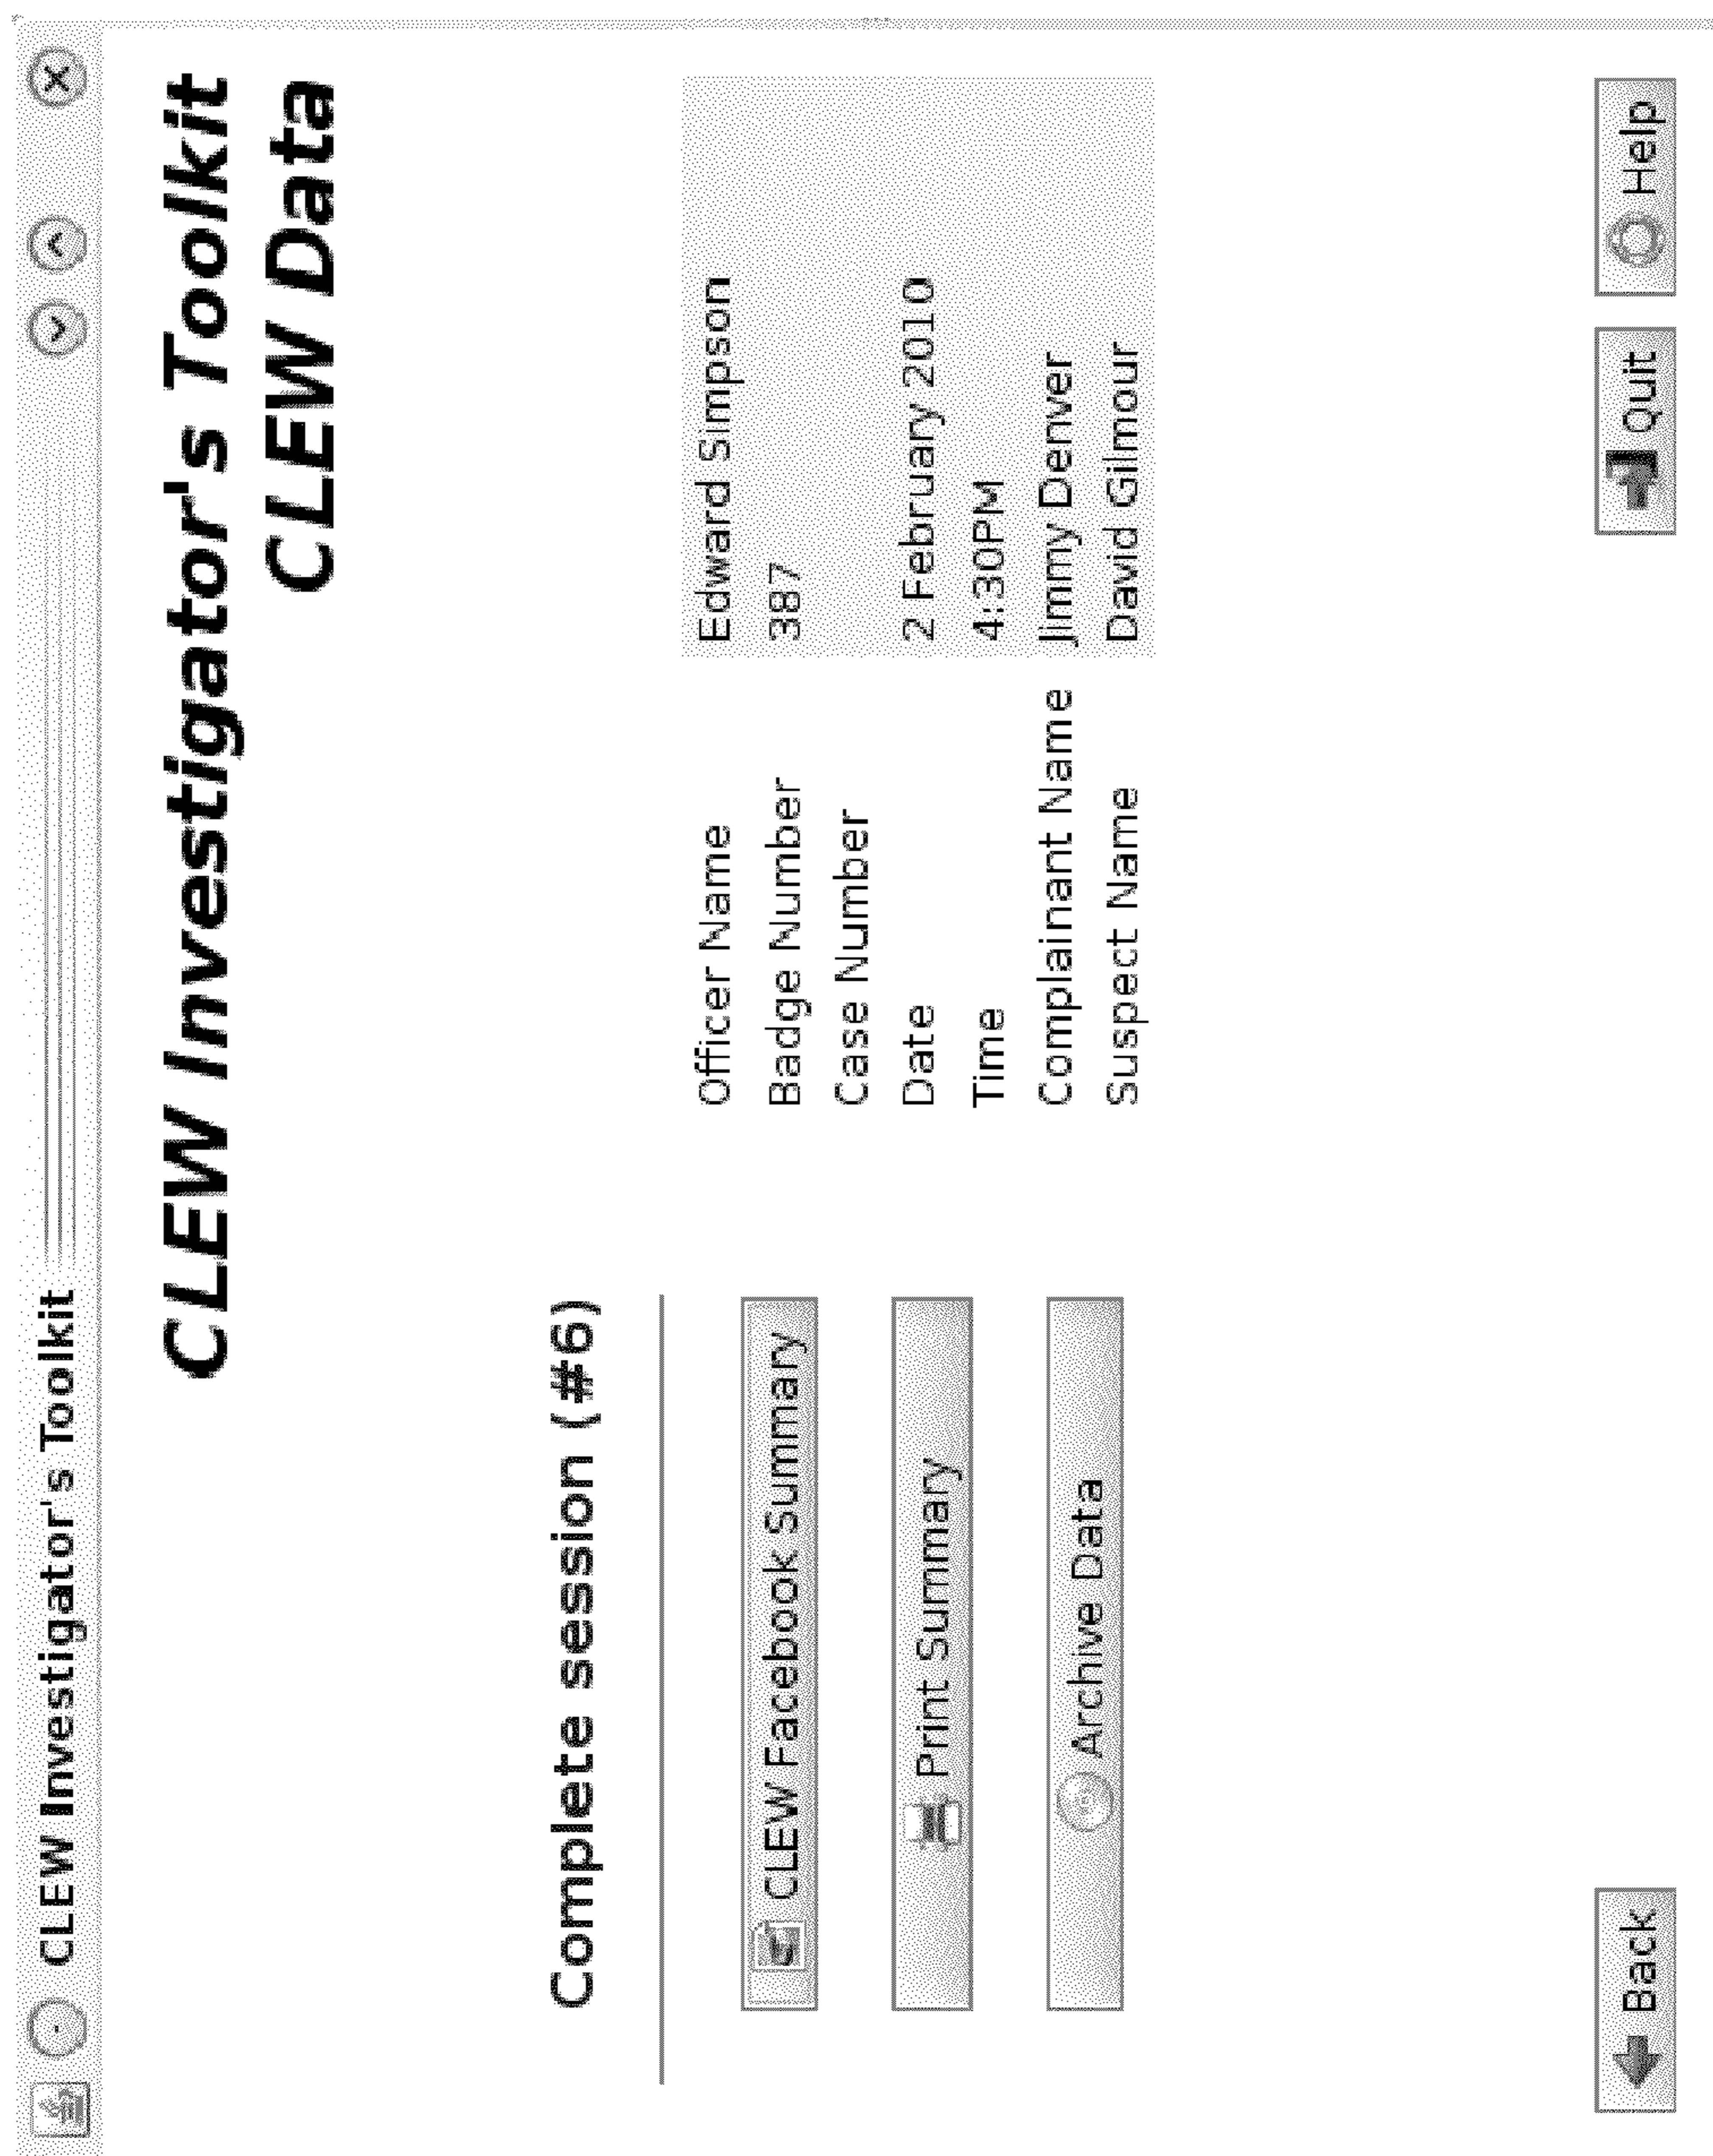 CLEW Investigator's Toolkit
CLEW Investigator's Toolkit
CLEW Data
Complete session (#6)
CLEW Facebook Summary
Print Summary
Archive Data
Officer Name Edward Simpson
Badge Number 387
Case Number
Date 2 February 2010
Time 4:30PM
Complainant Name Jimmy Denver
Suspect Name David Gilmour
Back
Quit
Help